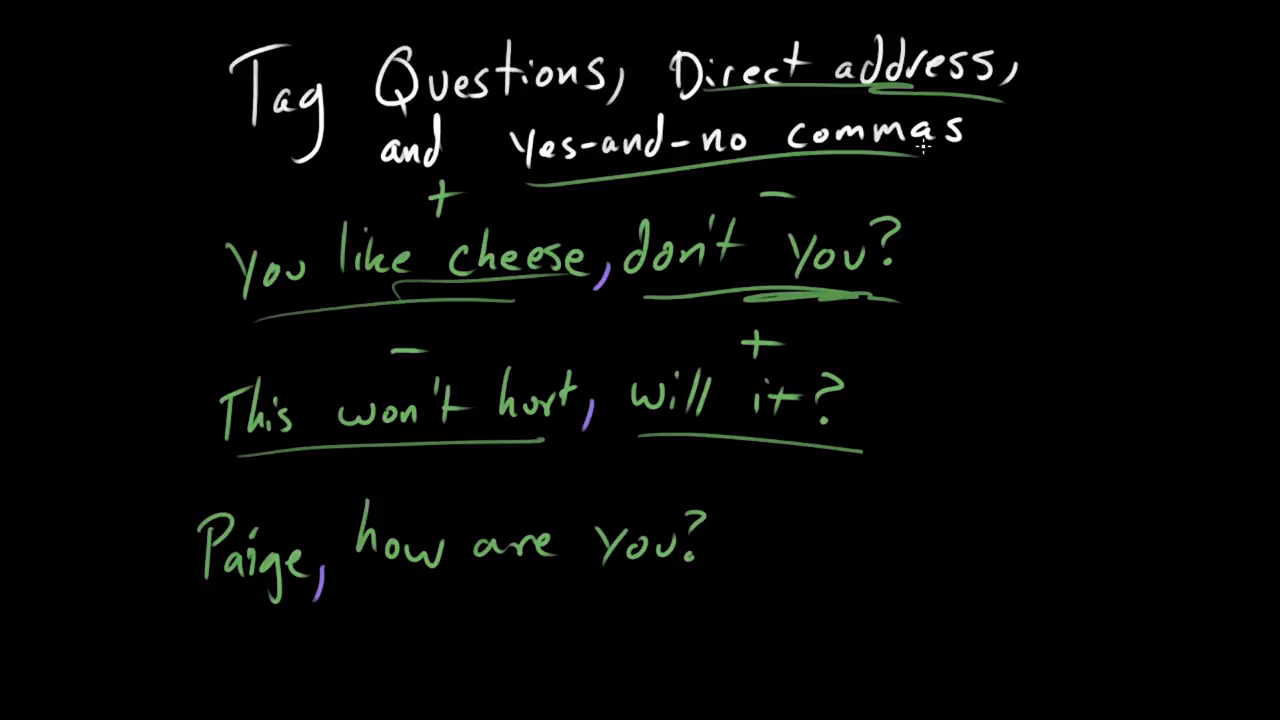 Tag Questions, Direct address,
and Yes-and-no commas
+ -
You like cheese, don't you?
- +
This won't hurt, will it?
Paige, how are you?